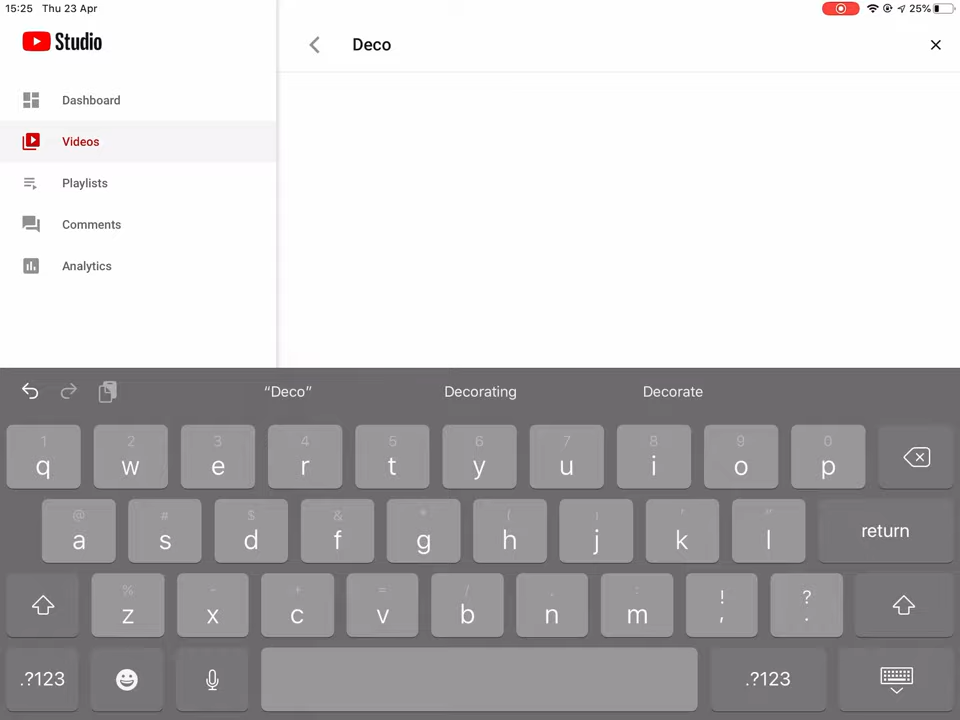 15:25 Thu 23 Apr 25%
Studio
Deco
Dashboard
Videos
Playlists
Comments
Analytics
“Deco” Decorating Decorate
1 2 3 4 5 6 7 8 9 0
q w e r t y u i o p
@ # $ & * ( ) ' "
a s d f g h j k l return
% - + = / ; : ! ?
z x c v b n m , .
.?123 .?123